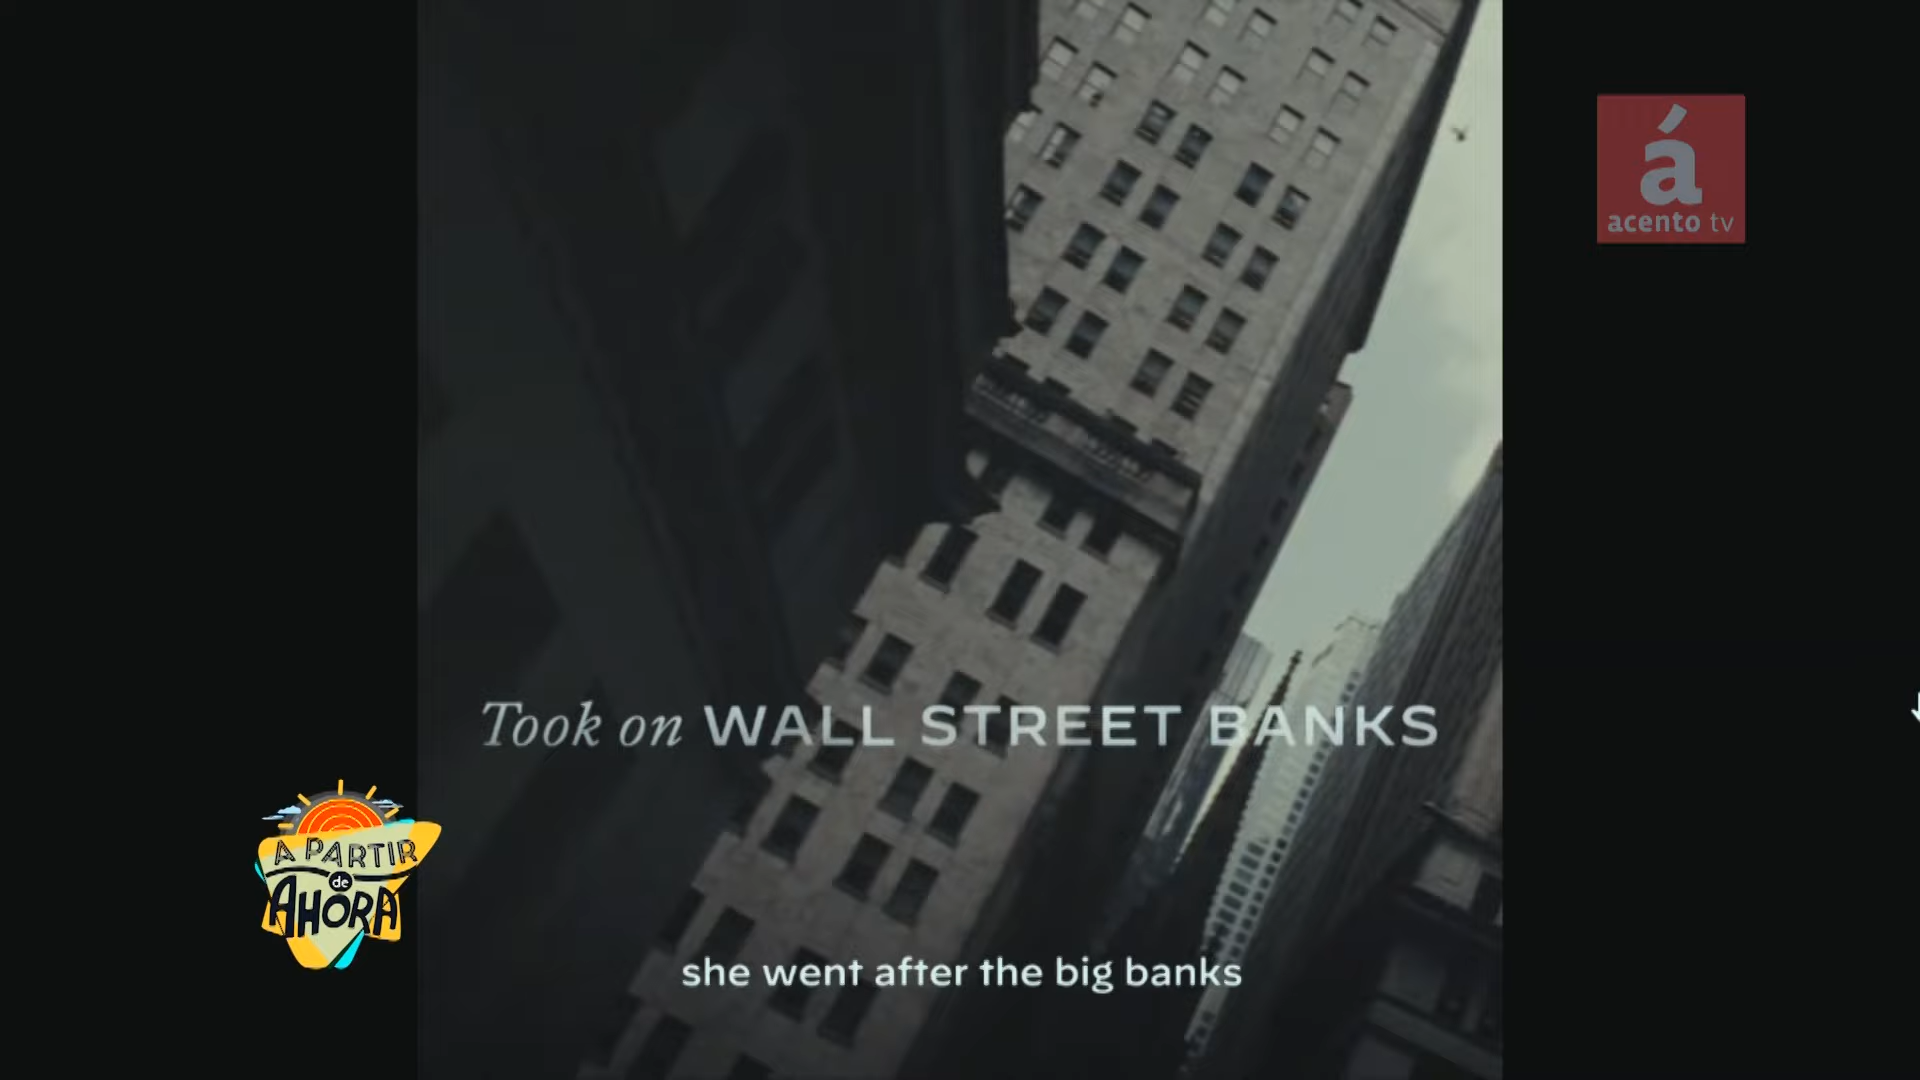 á
acento tv
Took on WALL STREET BANKS
A PARTIR
de
AHORA
she went after the big banks